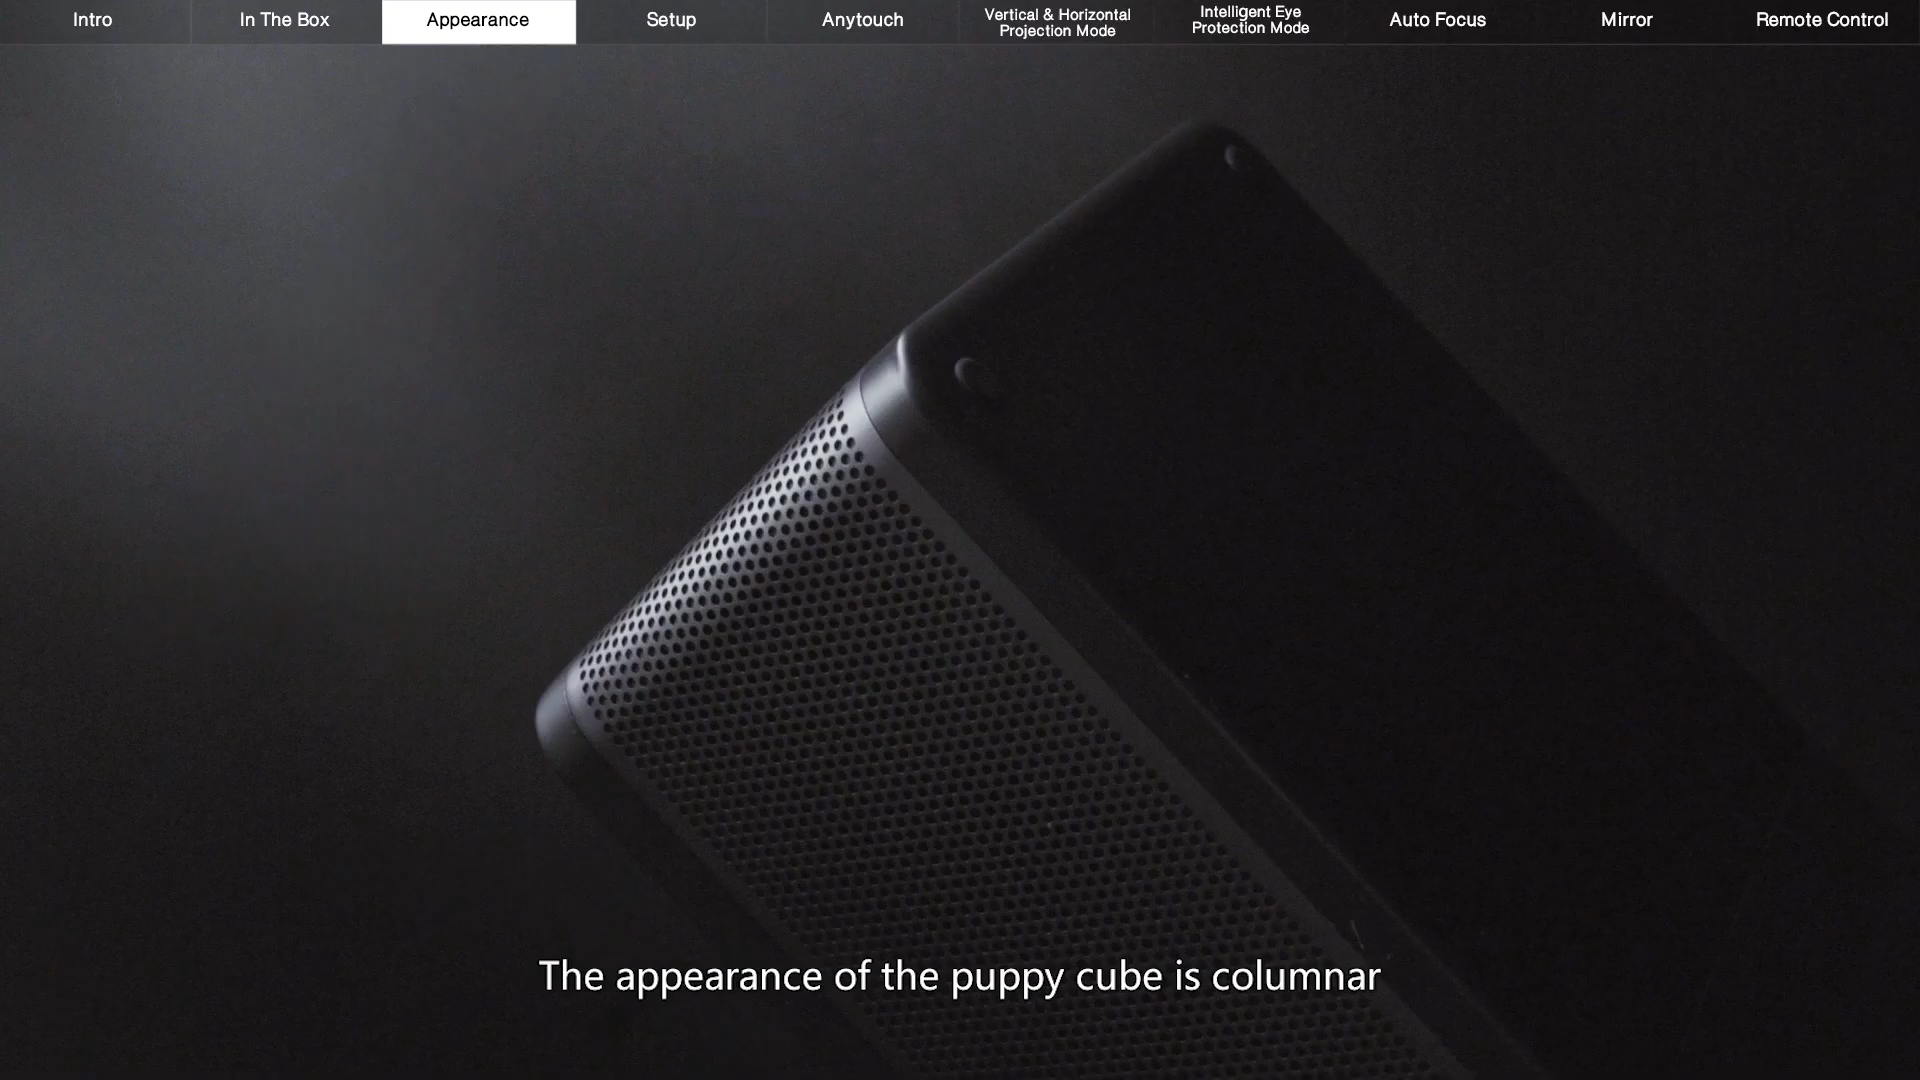 Intro
In The Box
Appearance
Setup
Anytouch
Vertical & Horizontal
Projection Mode
Intelligent Eye
Protection Mode
Auto Focus
Mirror
Remote Control
The appearance of the puppy cube is columnar